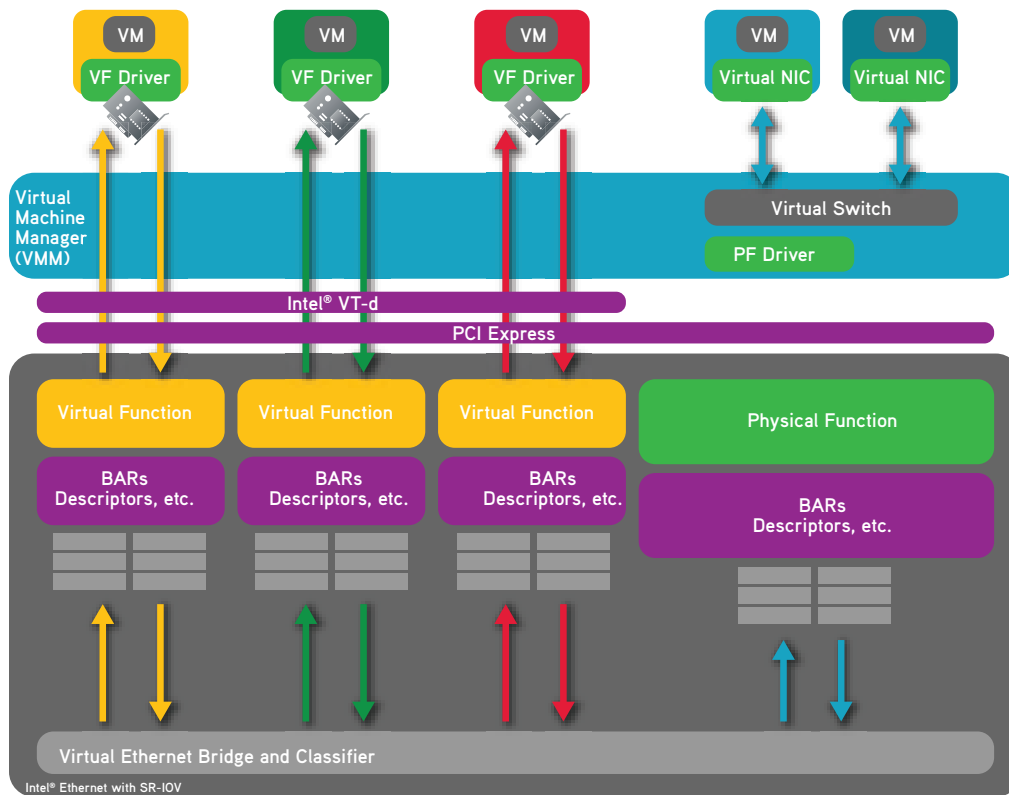 VM
VM
VM
VM
VM
VF Driver
VF Driver
VF Driver
Virtual NIC
Virtual NIC
Virtual
Machine
Manager
(VMM)
Virtual Switch
PF Driver
Intel® VT-d
PCI Express
Virtual Function
Virtual Function
Virtual Function
Physical Function
BARs
Descriptors, etc.
BARs
Descriptors, etc.
BARs
Descriptors, etc.
BARs
Descriptors, etc.
Virtual Ethernet Bridge and Classifier
Intel® Ethernet with SR-IOV